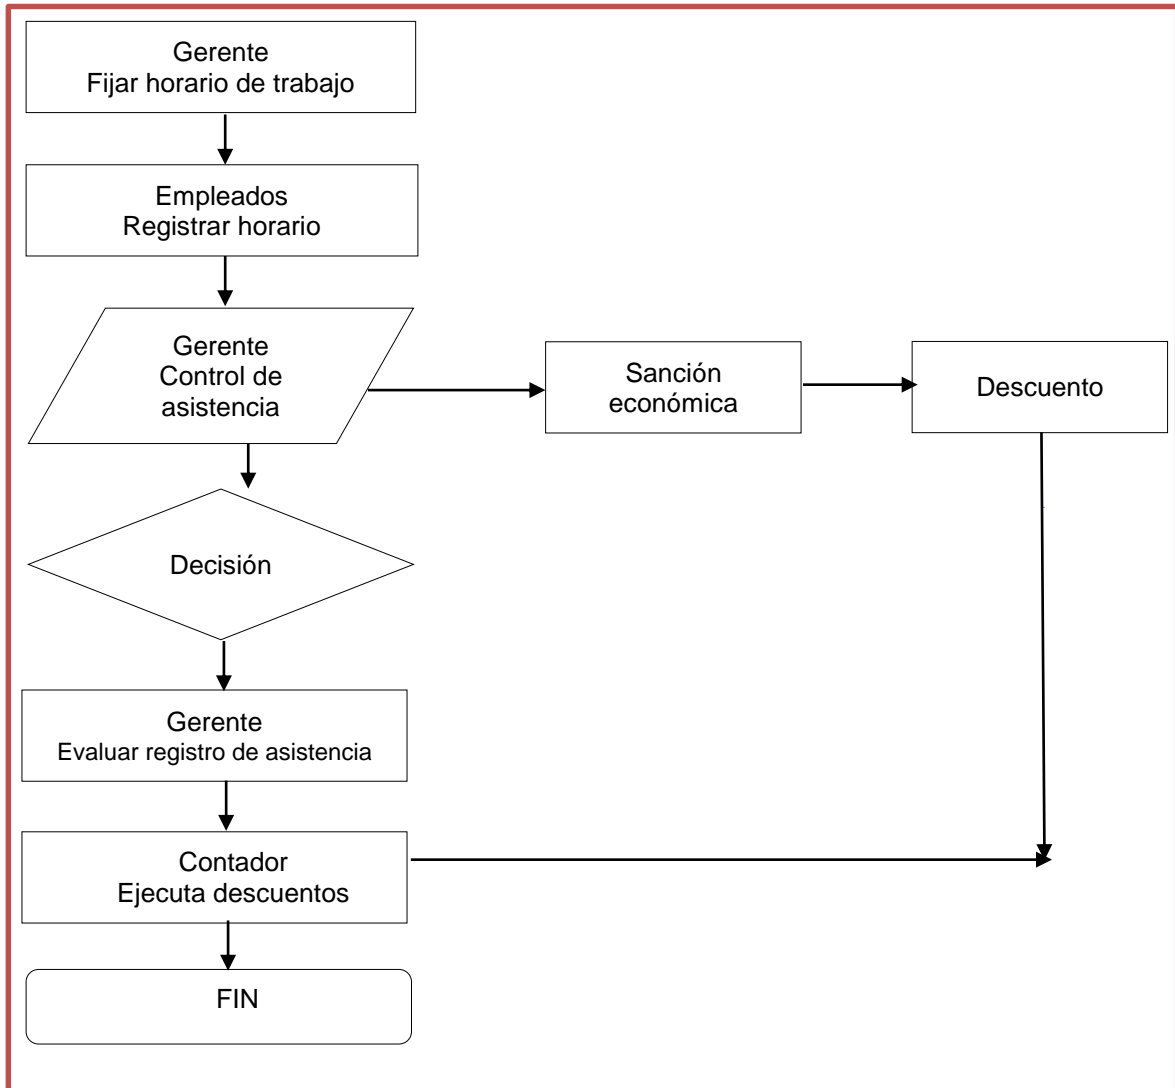 Gerente
Fijar horario de trabajo
Empleados
Registrar horario
Gerente
Control de
asistencia
Sanción
económica
Descuento
Decisión
Gerente
Evaluar registro de asistencia
Contador
Ejecuta descuentos
FIN